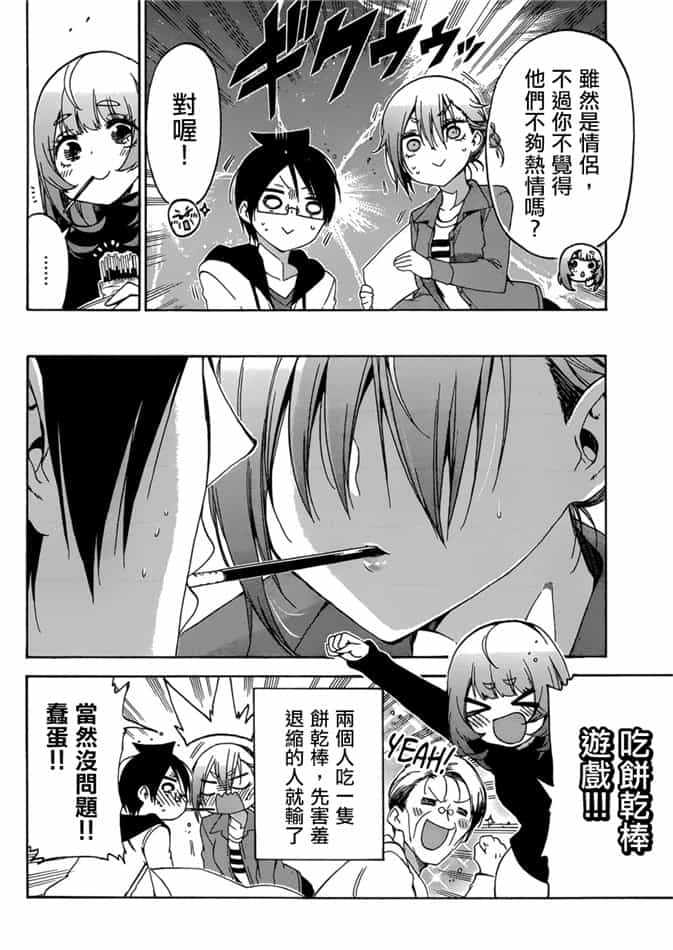 雖然是情侶，
不過你不覺得
他們不夠熱情嗎？
ギクゥゥッ
對喔！
……
吃餅乾棒
遊戲!!!
YEAH!
兩個人吃一隻
餅乾棒，先害羞
退縮的人就輸了
當然沒問題!!
蠢蛋!!